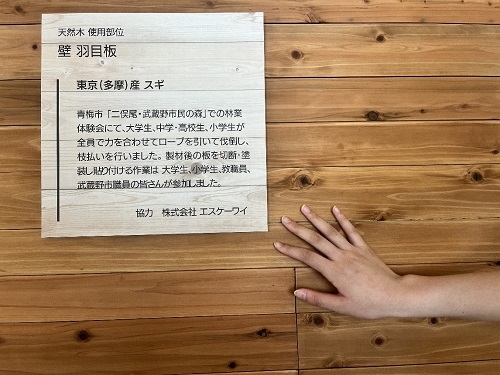 天然木 使用部位
壁 羽目板
東京(多摩)産 スギ
青梅市「二俣尾・武蔵野市民の森」での林業
体験会にて、大学生、中学・高校生、小学生が
全員で力を合わせてロープを引いて伐倒し、
枝払いを行いました。製材後の板を切断・塗
装し貼り付ける作業は 大学生、小学生、教職員、
武蔵野市職員の皆さんが参加しました。
協力 株式会社 エスケーワイ